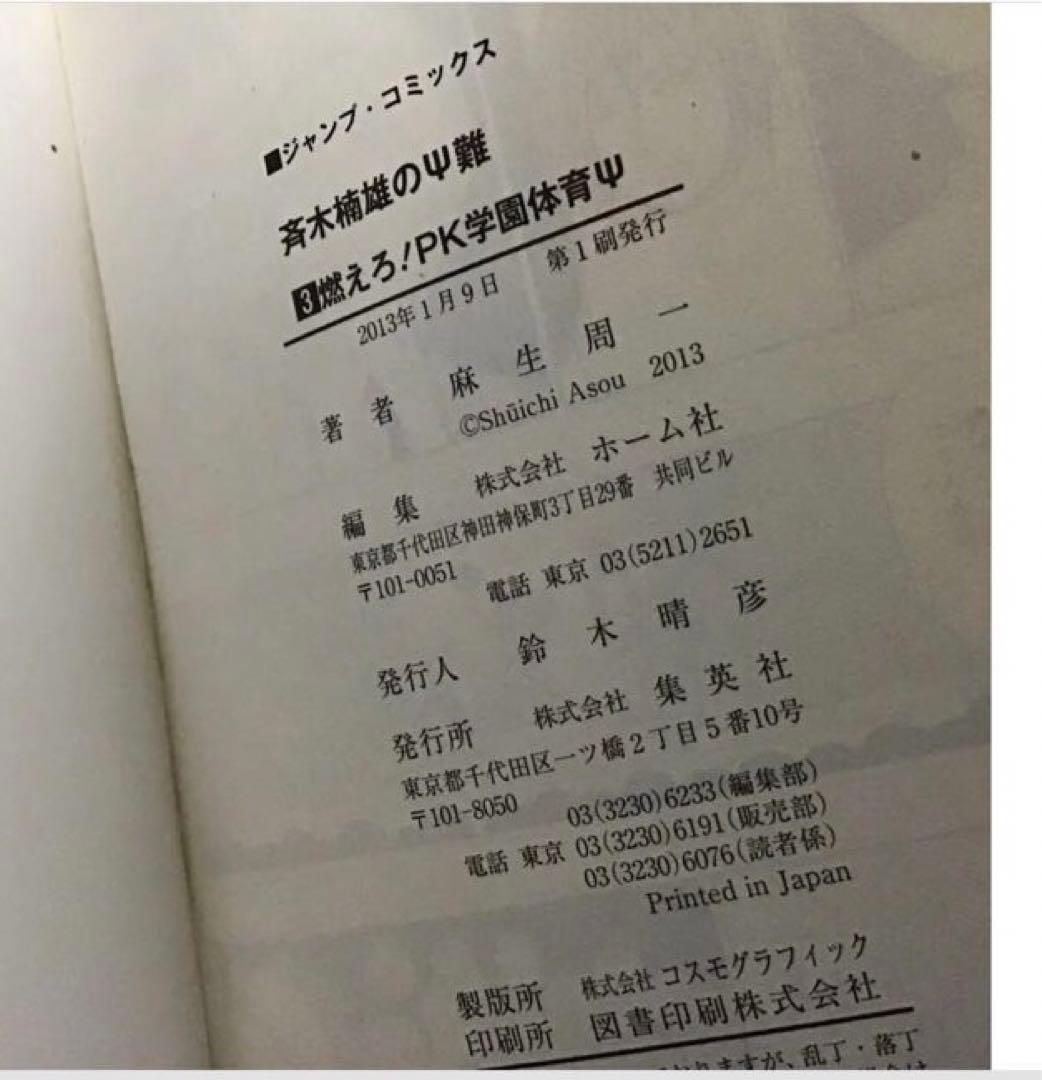 ■ジャンプ・コミックス
斉木楠雄のΨ難
3燃えろ!PK学園体育Ψ
2013年1月9日 第1刷発行
著者 麻生周一
©Shūichi Asou 2013
編集 株式会社 ホーム社
東京都千代田区神田神保町3丁目29番 共同ビル
〒101-0051
電話 東京 03(5211)2651
発行人 鈴木晴彦
発行所 株式会社 集英社
東京都千代田区一ツ橋2丁目5番10号
〒101-8050
03(3230)6233(編集部)
電話 東京 03(3230)6191(販売部)
03(3230)6076(読者係)
Printed in Japan
製版所 株式会社 コスモグラフィック
印刷所 図書印刷株式会社
おりますが、乱丁・落丁